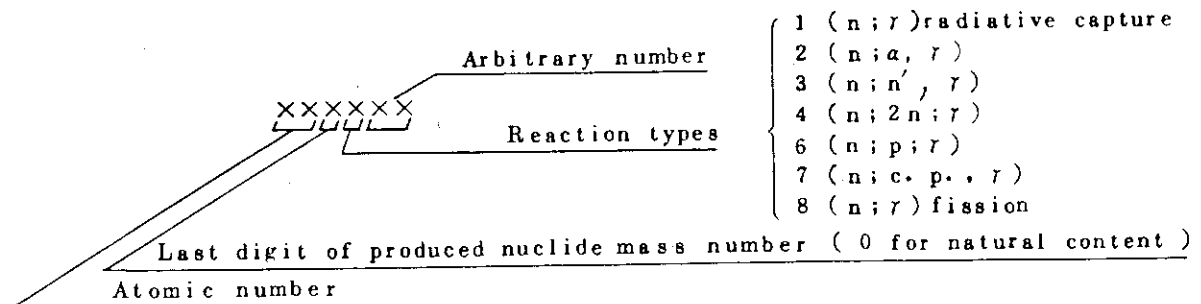 1 (n;γ)radiative capture
Arbitrary number
2 (n;α, γ)
3 (n;n′, γ)
××××××
4 (n;2n;γ)
Reaction types
6 (n;p;γ)
7 (n;c. p., γ)
8 (n;γ)fission
Last digit of produced nuclide mass number (0 for natural content)
Atomic number